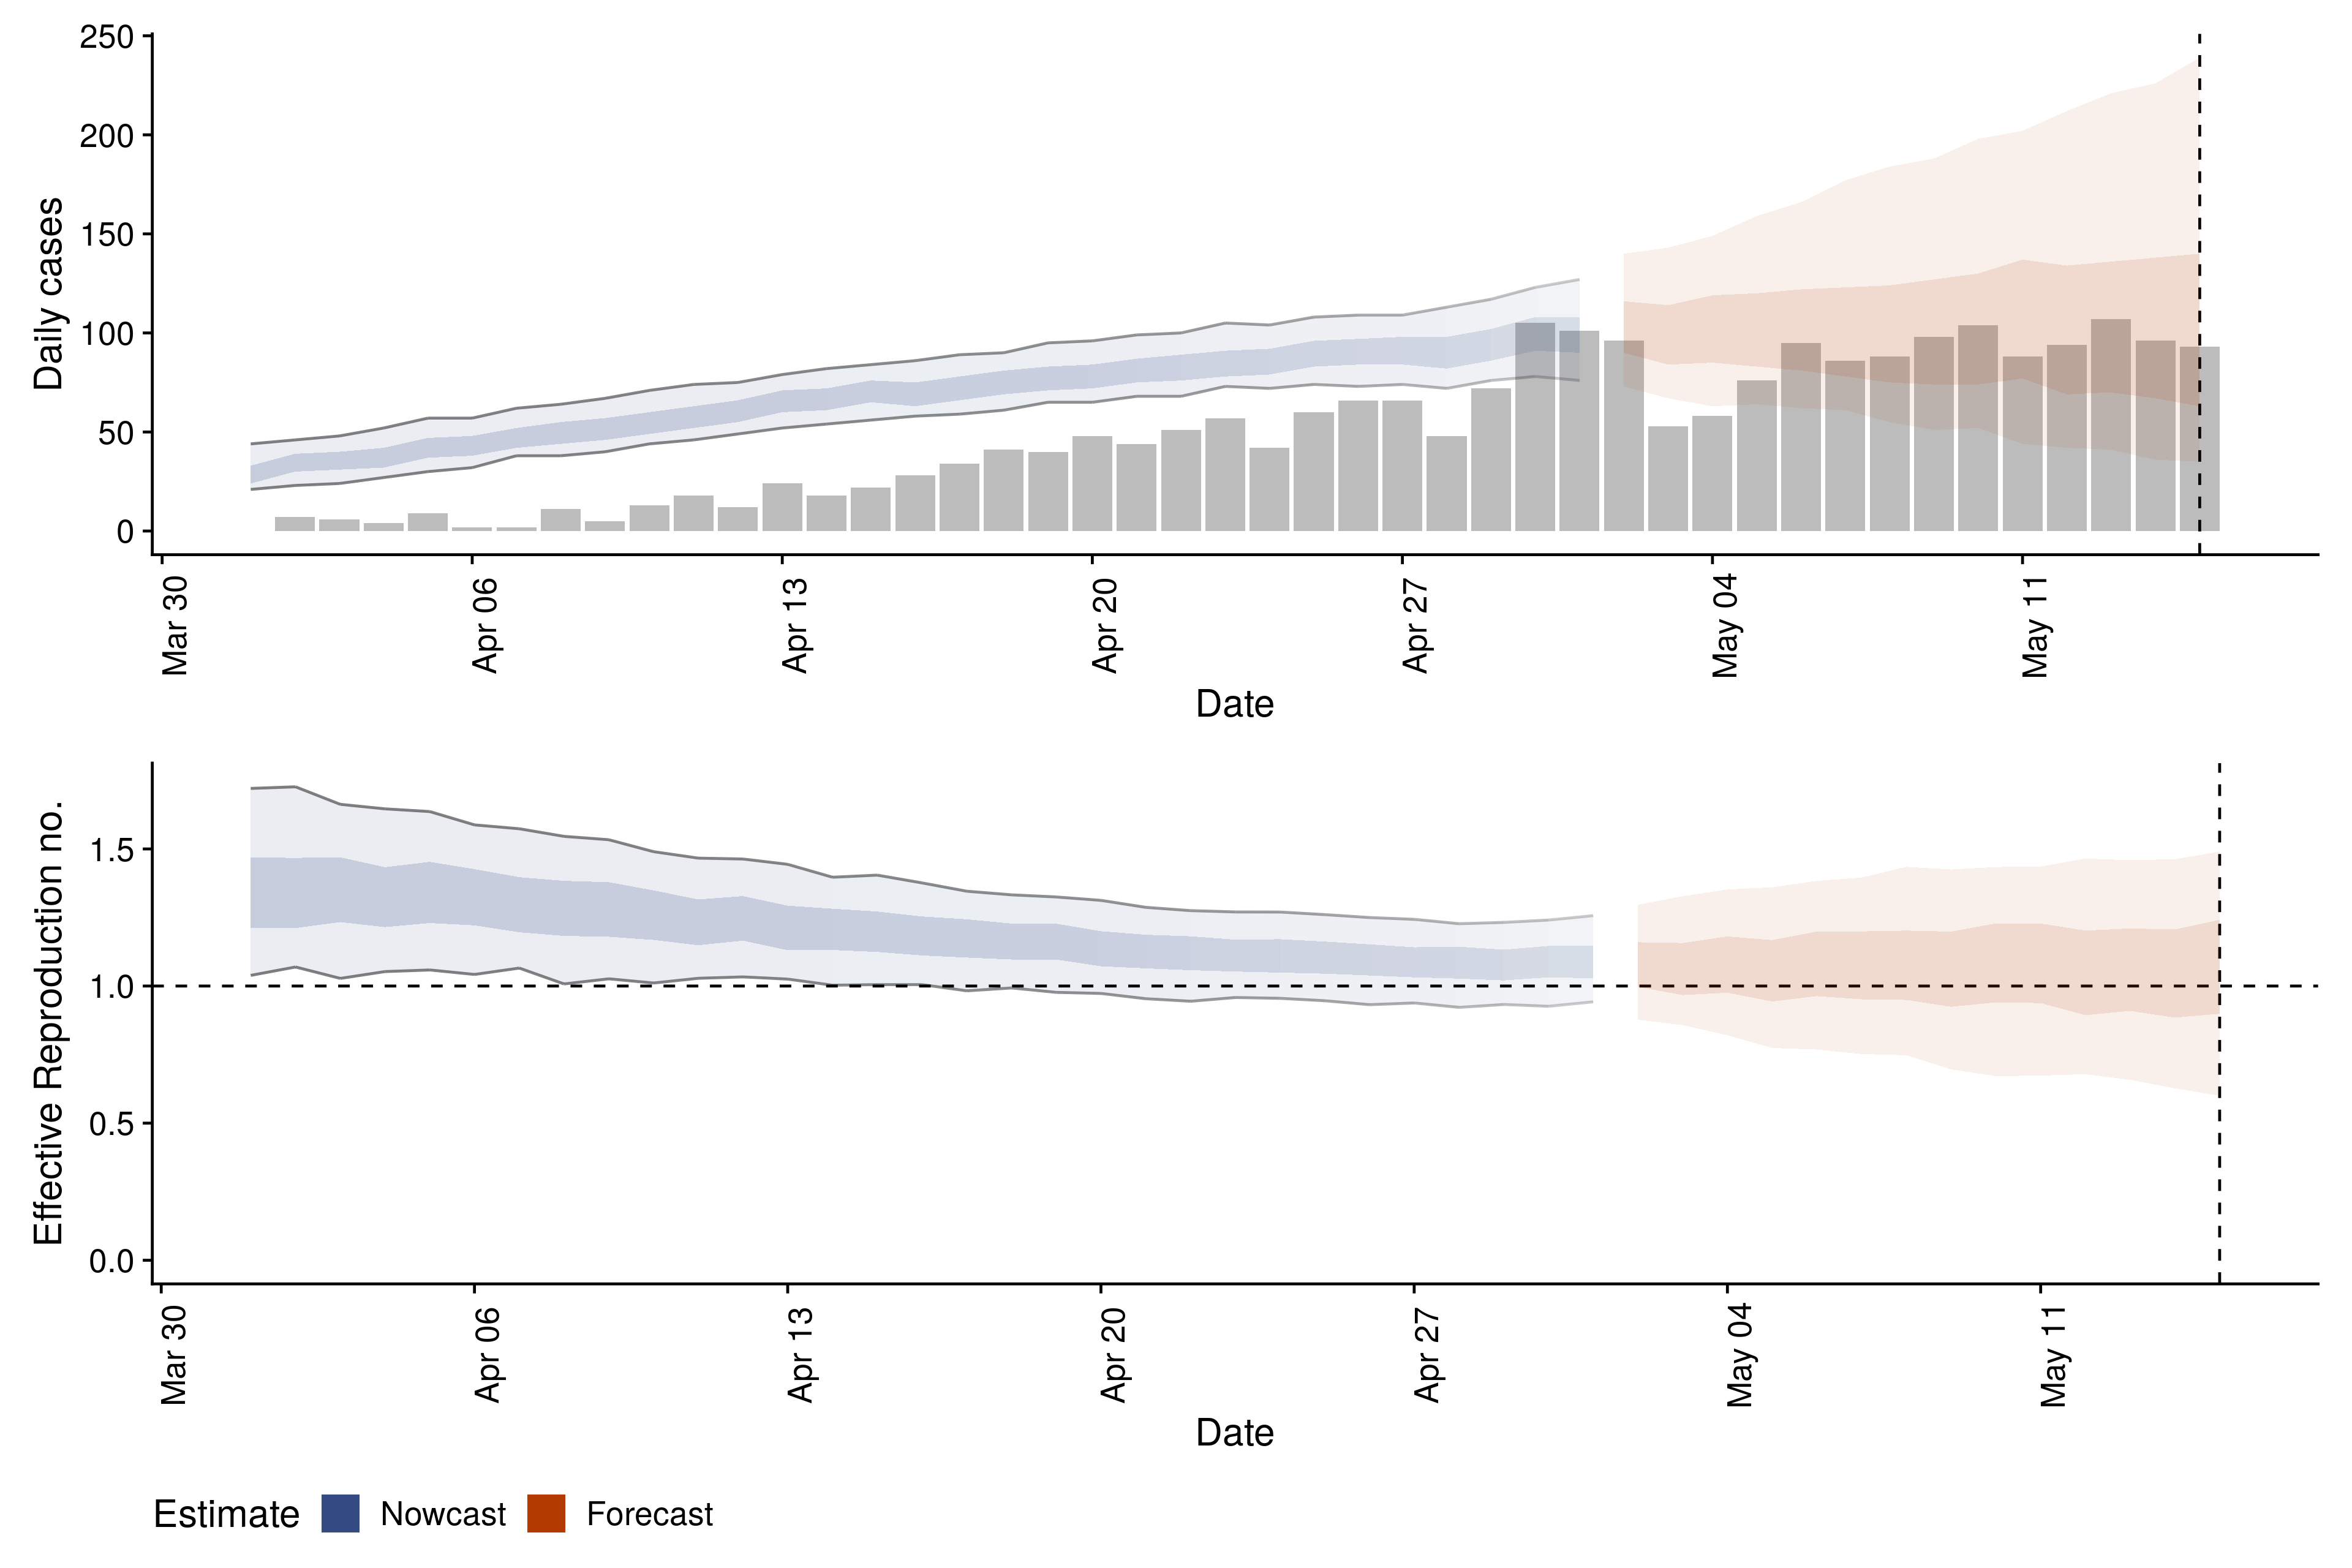 Daily cases
250
200
150
100
50
0
Mar 30
Apr 06
Apr 13
Apr 20
Apr 27
May 04
May 11
Date
Effective Reproduction no.
1.5
1.0
0.5
0.0
Mar 30
Apr 06
Apr 13
Apr 20
Apr 27
May 04
May 11
Date
Estimate Nowcast Forecast